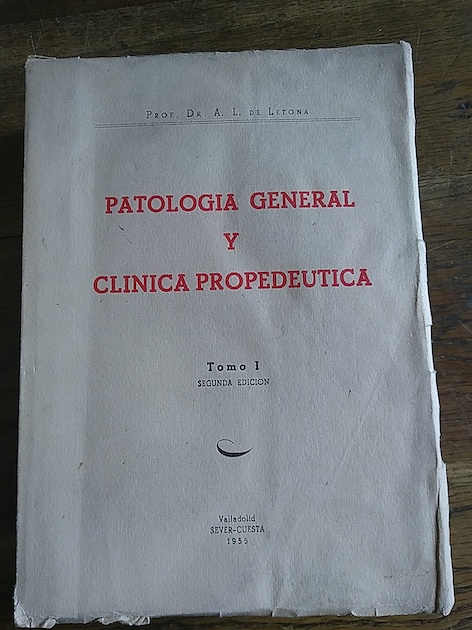 PROF. DR. A. L. DE LETONA
PATOLOGIA GENERAL
Y
CLINICA PROPEDEUTICA
Tomo I
SEGUNDA EDICION
Valladolid
SEVER-CUESTA
1955